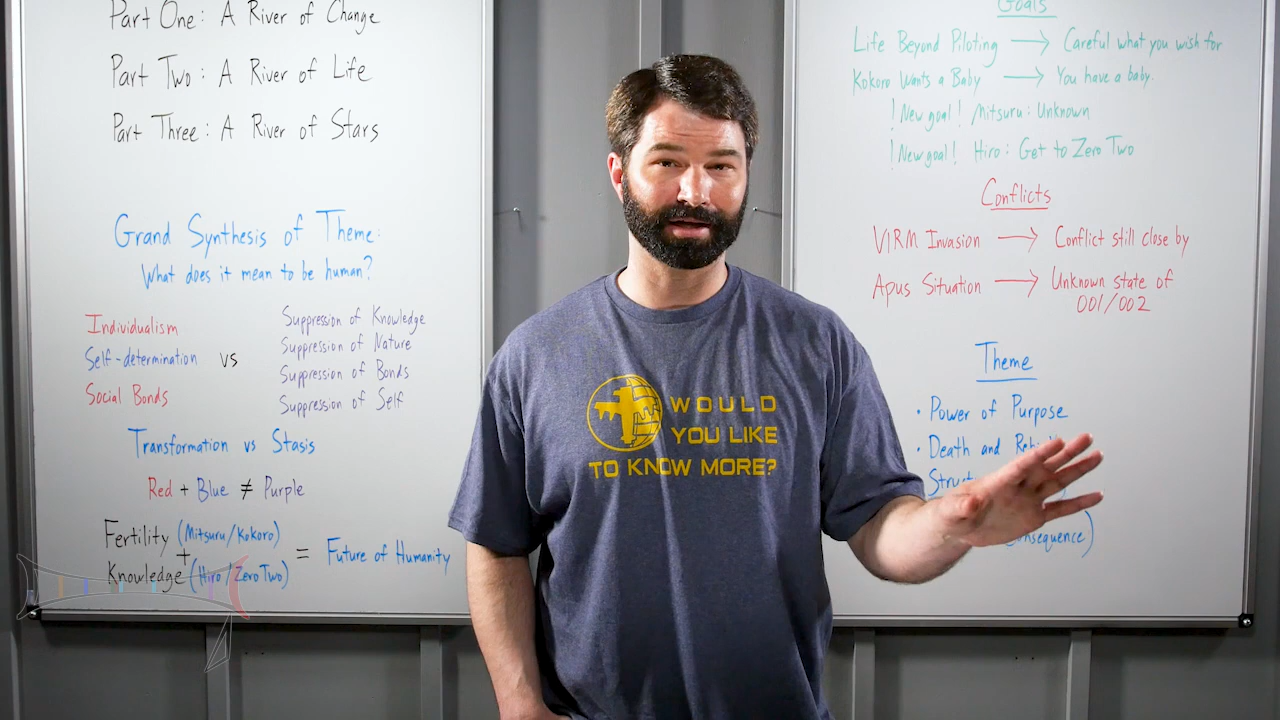 Part One: A River of Change
Part Two: A River of Life
Part Three: A River of Stars
Grand Synthesis of Theme:
What does it mean to be human?
Individualism
Self-determination
Social Bonds
vs
Suppression of Knowledge
Suppression of Nature
Suppression of Bonds
Suppression of Self
Transformation vs Stasis
Red + Blue ≠ Purple
Fertility (Mitsuru/Kokoro)
+
Knowledge (Hiro/Zero Two)
= Future of Humanity
WOULD
YOU LIKE
TO KNOW MORE?
Goals
Life Beyond Piloting → Careful what you wish for
Kokoro Wants a Baby → You have a baby.
! New goal! Mitsuru: Unknown
! New goal! Hiro: Get to Zero Two
Conflicts
VIRM Invasion → Conflict still close by
Apus Situation → Unknown state of
001/002
Theme
• Power of Purpose
• Death and